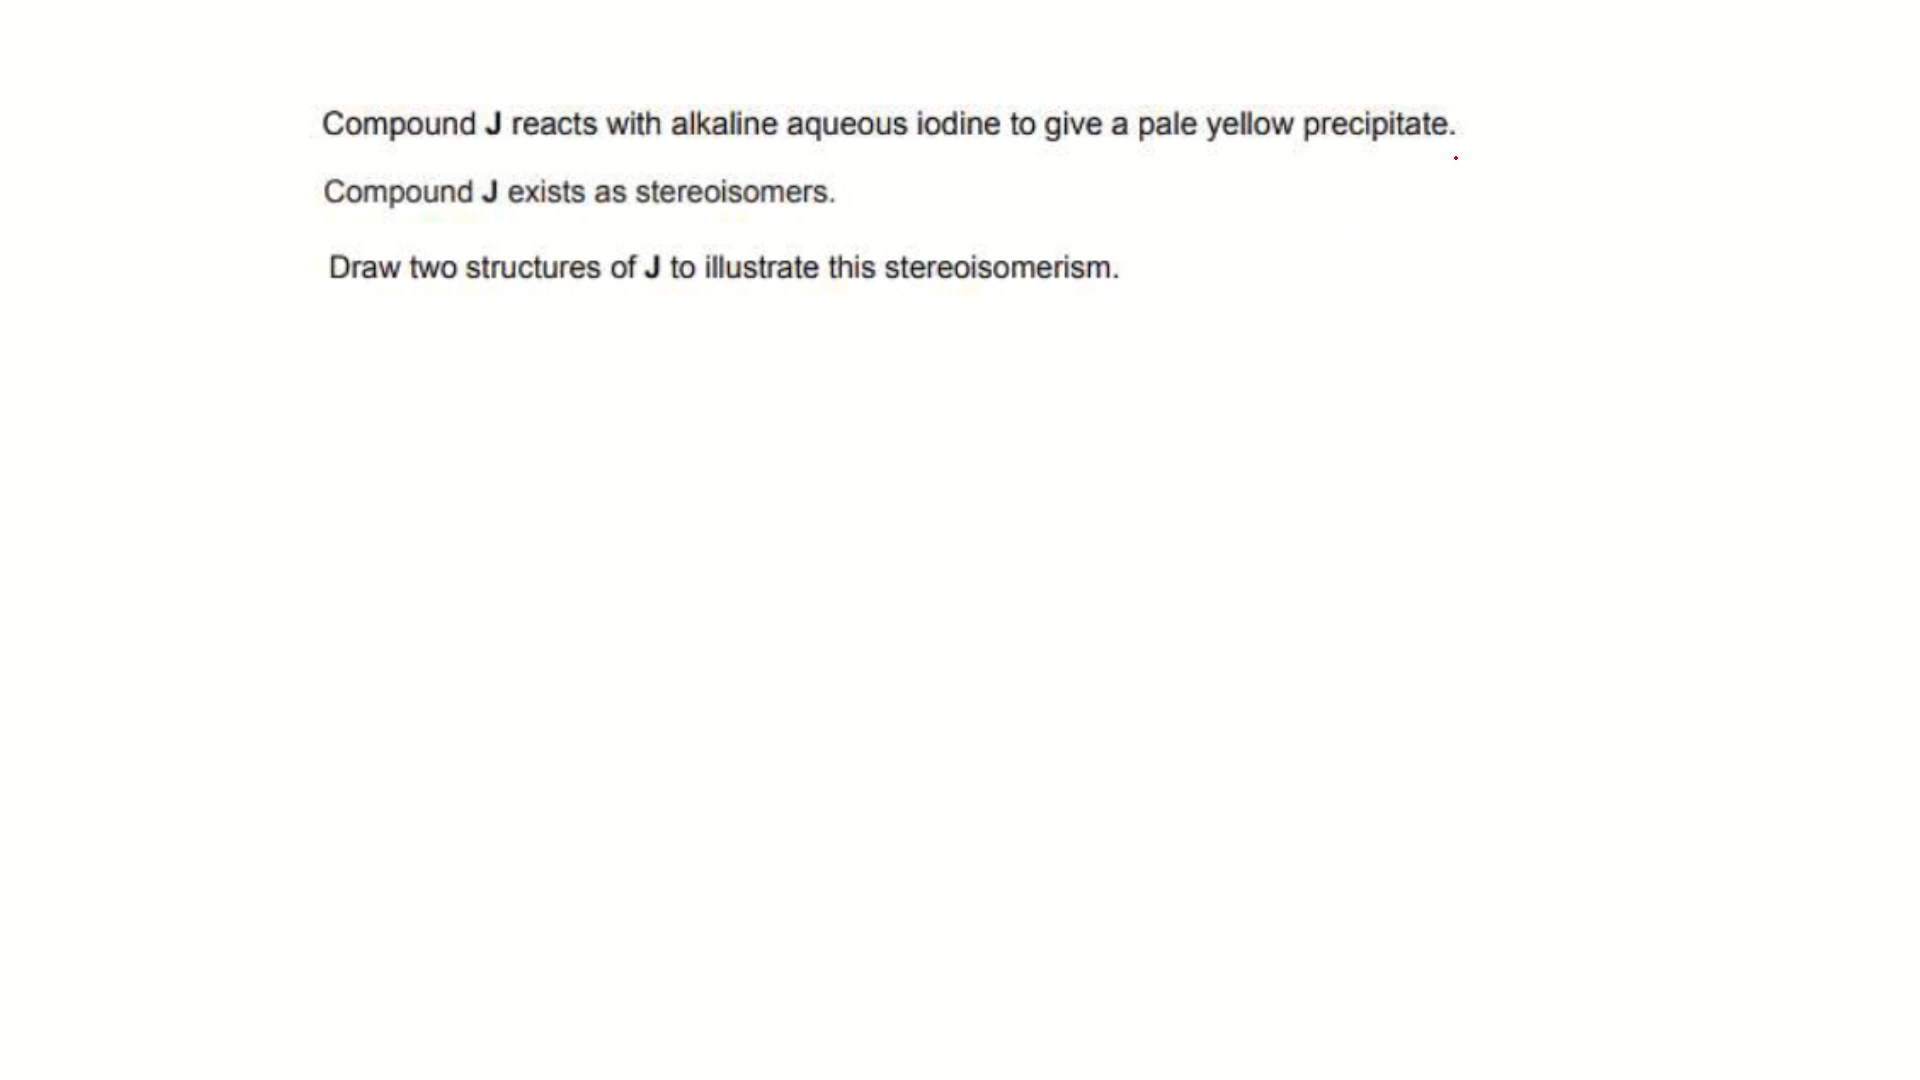 Compound J reacts with alkaline aqueous iodine to give a pale yellow precipitate.
Compound J exists as stereoisomers.
Draw two structures of J to illustrate this stereoisomerism.